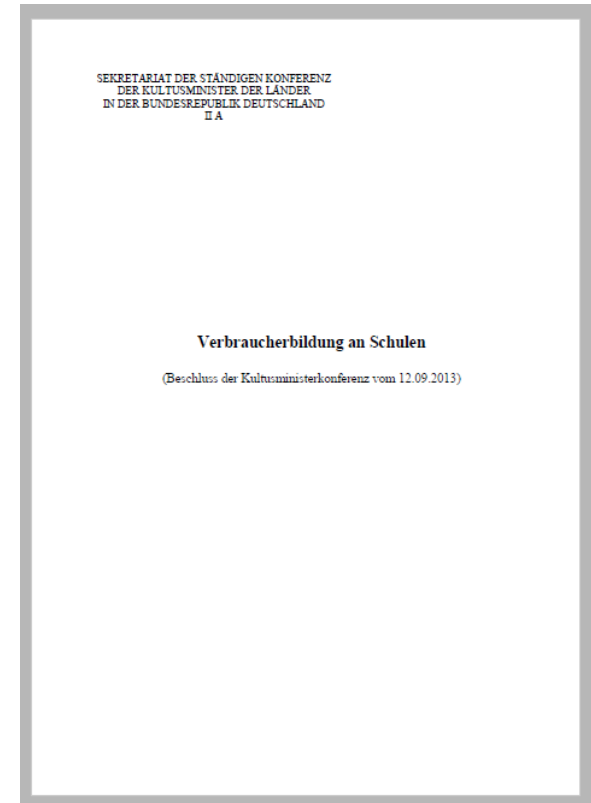 SEKRETARIAT DER STÄNDIGEN KONFERENZ
DER KULTUSMINISTER DER LÄNDER
IN DER BUNDESREPUBLIK DEUTSCHLAND
II A
Verbraucherbildung an Schulen
(Beschluss der Kultusministerkonferenz vom 12.09.2013)